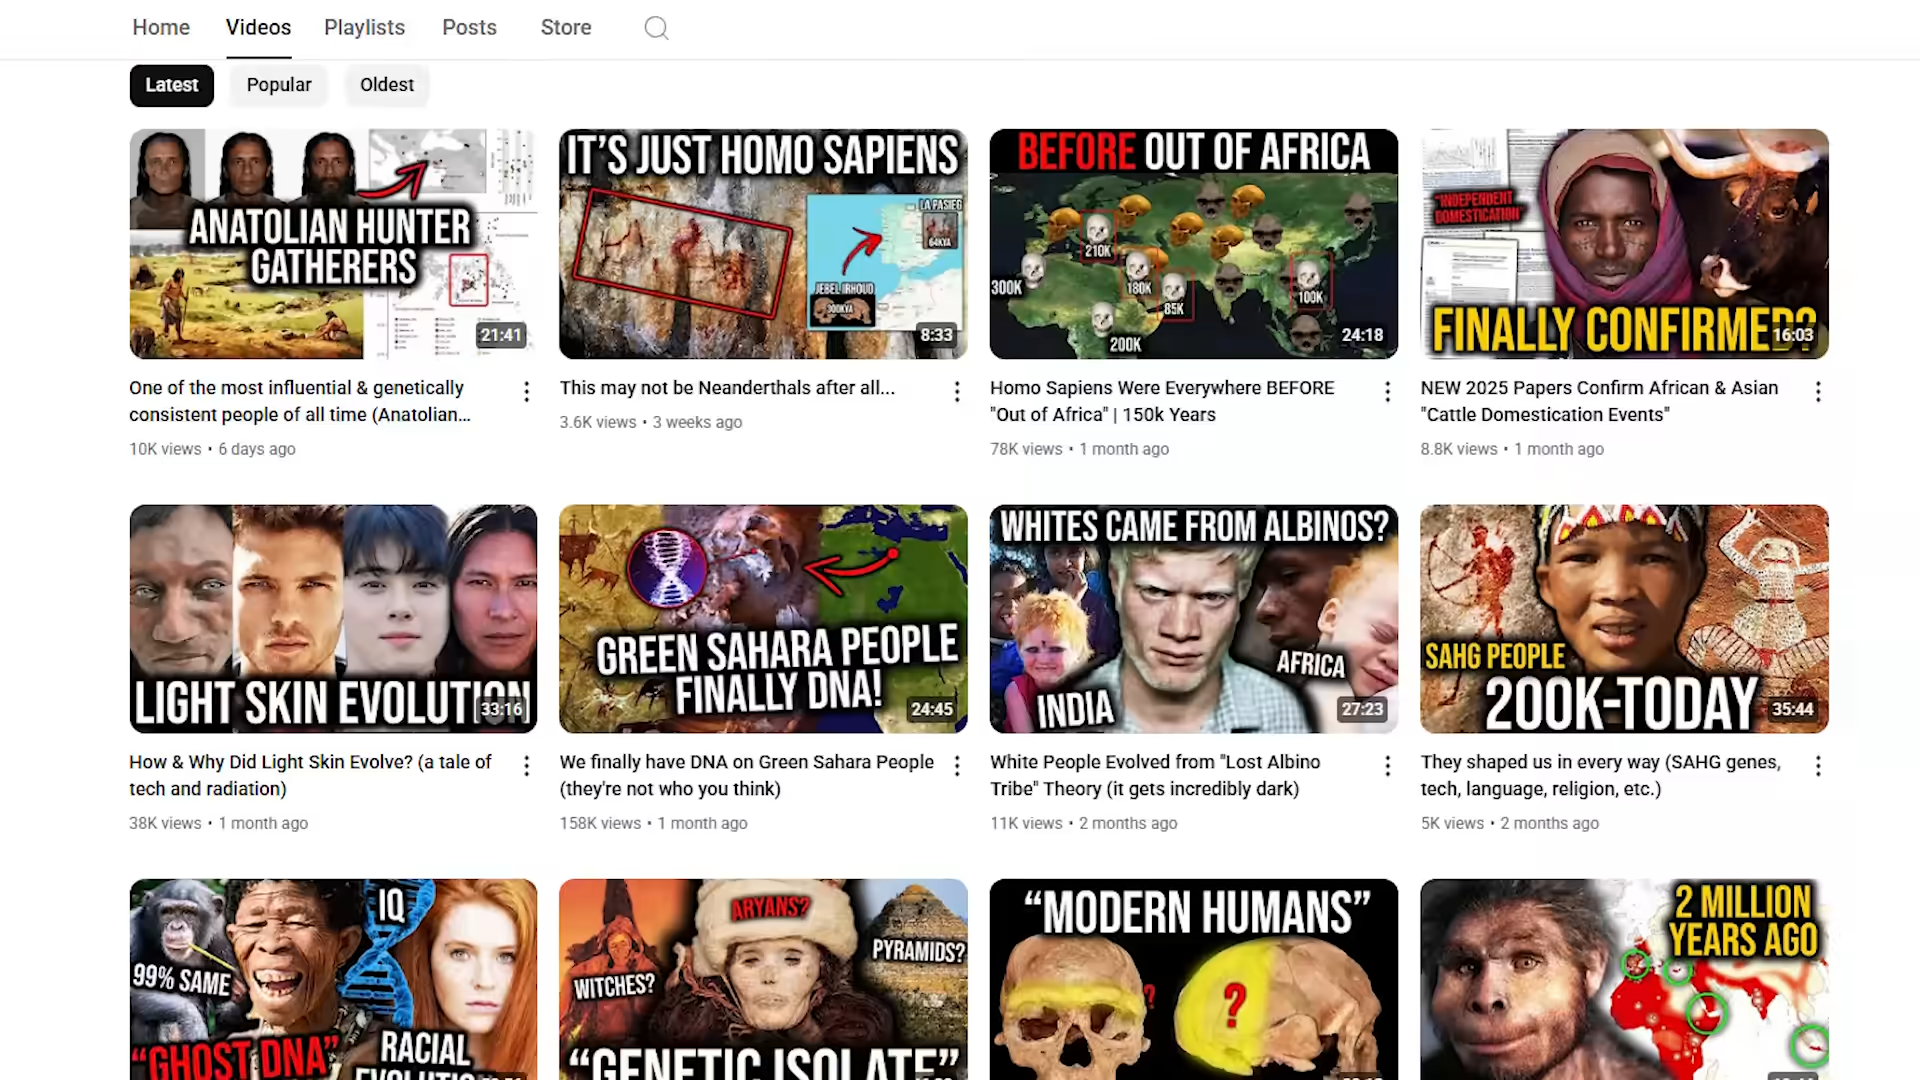 Home
Videos
Playlists
Posts
Store
Latest
Popular
Oldest
ANATOLIAN HUNTER
GATHERERS
21:41
One of the most influential & genetically
consistent people of all time (Anatolian...
10K views • 6 days ago
IT'S JUST HOMO SAPIENS
LA PASIEGA
64KYA
JEBEL IRHOUD
300KYA
8:33
This may not be Neanderthals after all...
3.6K views • 3 weeks ago
BEFORE OUT OF AFRICA
210K
300K
180K
85K
100K
200K
24:18
Homo Sapiens Were Everywhere BEFORE
"Out of Africa" | 150k Years
78K views • 1 month ago
"INDEPENDENT
DOMESTICATION"
FINALLY CONFIRMED?
16:03
NEW 2025 Papers Confirm African & Asian
"Cattle Domestication Events"
8.8K views • 1 month ago
LIGHT SKIN EVOLUTION
33:16
How & Why Did Light Skin Evolve? (a tale of
tech and radiation)
38K views • 1 month ago
GREEN SAHARA PEOPLE
FINALLY DNA!
24:45
We finally have DNA on Green Sahara People
(they're not who you think)
158K views • 1 month ago
WHITES CAME FROM ALBINOS?
AFRICA
INDIA
27:23
White People Evolved from "Lost Albino
Tribe" Theory (it gets incredibly dark)
11K views • 2 months ago
SAHG PEOPLE
200K-TODAY
35:44
They shaped us in every way (SAHG genes,
tech, language, religion, etc.)
5K views • 2 months ago
IQ
99% SAME
"GHOST DNA"
RACIAL
EVOLUTION
ARYANS?
PYRAMIDS?
WITCHES?
"GENETIC ISOLATE"
"MODERN HUMANS"
?
?
2 MILLION
YEARS AGO